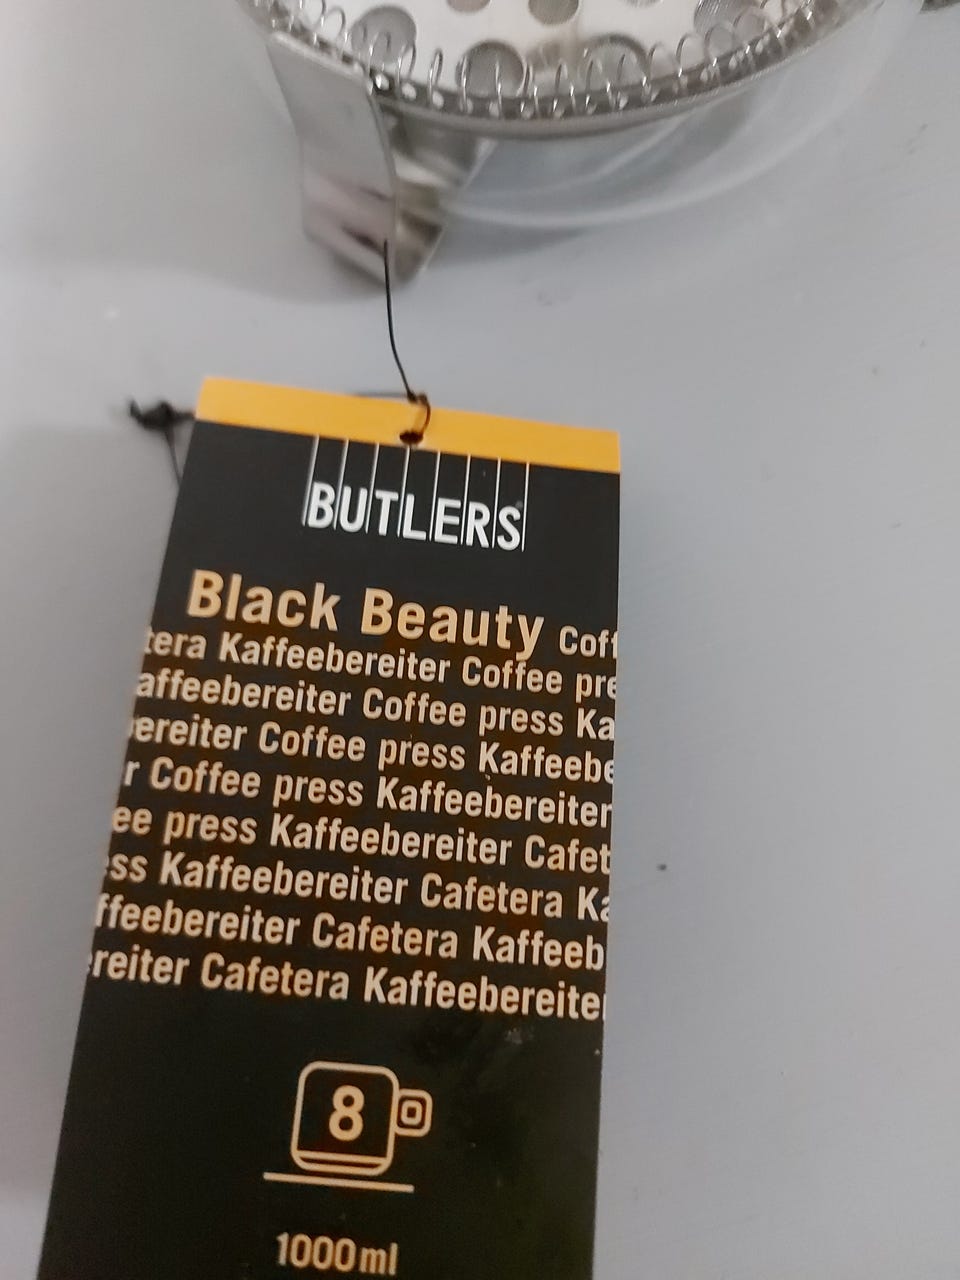 BUTLERS
Black Beauty Coff
tera Kaffeebereiter Coffee pre
affeebereiter Coffee press Ka
ereiter Coffee press Kaffeebe
r Coffee press Kaffeebereiter
ee press Kaffeebereiter Cafet
ss Kaffeebereiter Cafetera Ka
ffeebereiter Cafetera Kaffeeb
reiter Cafetera Kaffeebereiter
8
1000ml